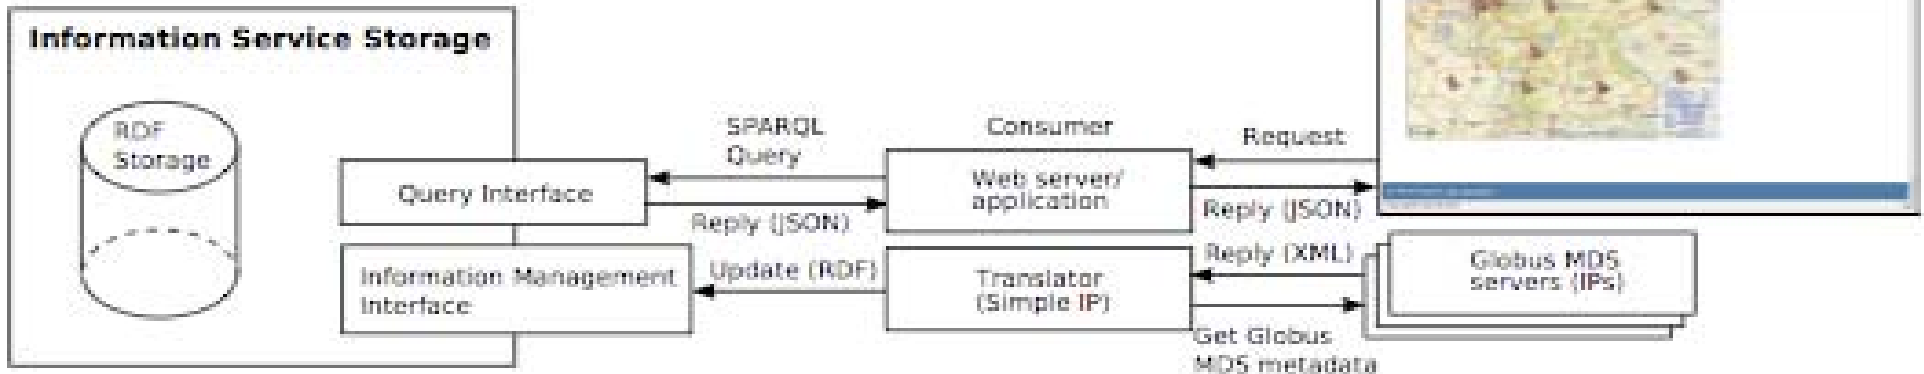 Information Service Storage
RDF
Storage
Query Interface
Information Management
Interface
SPARQL
Query
Reply (JSON)
Update (RDF)
Consumer
Web server/
application
Translator
(Simple IP)
Request
Reply (JSON)
Reply (XML)
Get Globus
MDS metadata
Globus MDS
servers (IPs)